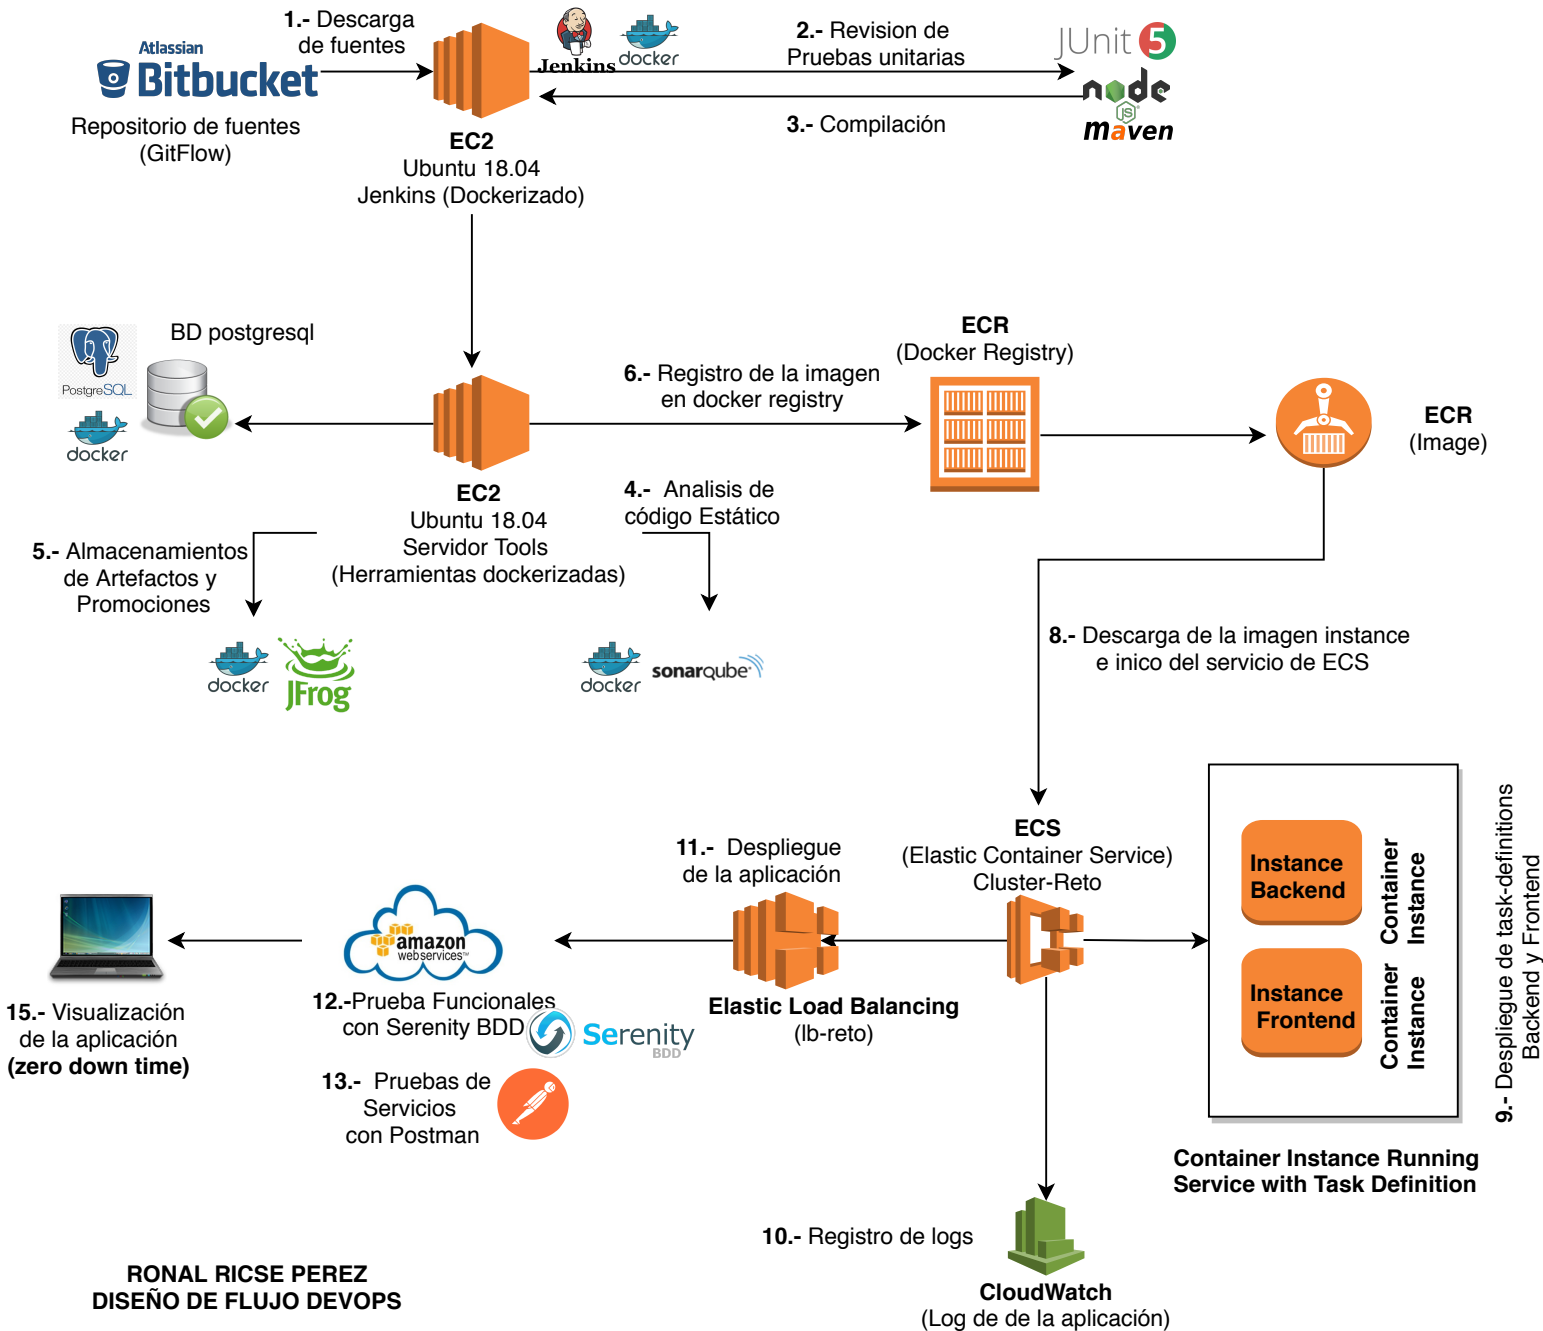 1.- Descarga
de fuentes
Atlassian
Bitbucket
Repositorio de fuentes
(GitFlow)
Jenkins
docker
2.- Revision de
Pruebas unitarias
JUnit 5
node
JS
maven
3.- Compilación
EC2
Ubuntu 18.04
Jenkins (Dockerizado)
BD postgresql
PostgreSQL
docker
6.- Registro de la imagen
en docker registry
ECR
(Docker Registry)
ECR
(Image)
EC2
Ubuntu 18.04
Servidor Tools
(Herramientas dockerizadas)
4.- Analisis de
código Estático
5.- Almacenamientos
de Artefactos y
Promociones
docker
JFrog
docker
sonarqube
8.- Descarga de la imagen instance
e inico del servicio de ECS
ECS
(Elastic Container Service)
Cluster-Reto
11.- Despliegue
de la aplicación
Elastic Load Balancing
(lb-reto)
amazon
webservices™
12.-Prueba Funcionales
con Serenity BDD
Serenity
BDD
13.- Pruebas de
Servicios
con Postman
15.- Visualización
de la aplicación
(zero down time)
Instance
Backend
Container
Instance
Instance
Frontend
Container
Instance
9.- Despliegue de task-definitions
Backend y Frontend
Container Instance Running
Service with Task Definition
10.- Registro de logs
CloudWatch
(Log de de la aplicación)
RONAL RICSE PEREZ
DISEÑO DE FLUJO DEVOPS